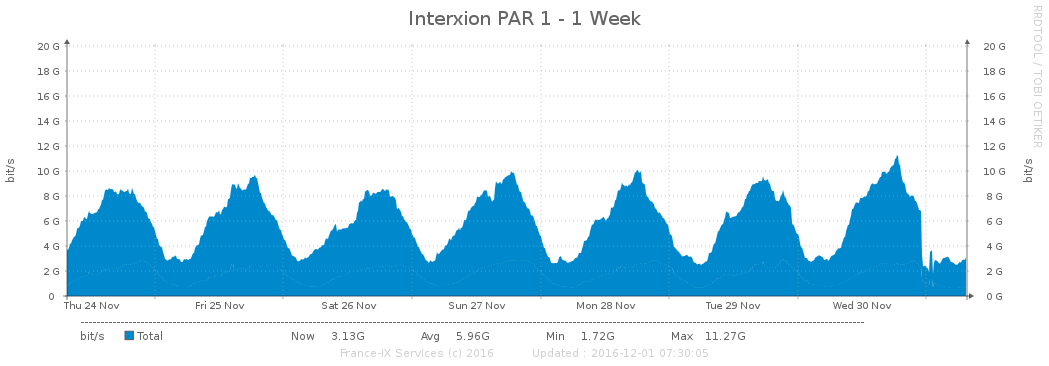 Interxion PAR 1 - 1 Week
RRDTOOL / TOBI OETIKER
20 G 20 G
18 G 18 G
16 G 16 G
14 G 14 G
12 G 12 G
10 G 10 G
8 G 8 G
6 G 6 G
4 G 4 G
2 G 2 G
0 0 G
bit/s bit/s
Thu 24 Nov Fri 25 Nov Sat 26 Nov Sun 27 Nov Mon 28 Nov Tue 29 Nov Wed 30 Nov
bit/s Total Now 3.13G Avg 5.96G Min 1.72G Max 11.27G
France-IX Services (c) 2016 Updated : 2016-12-01 07:30:05